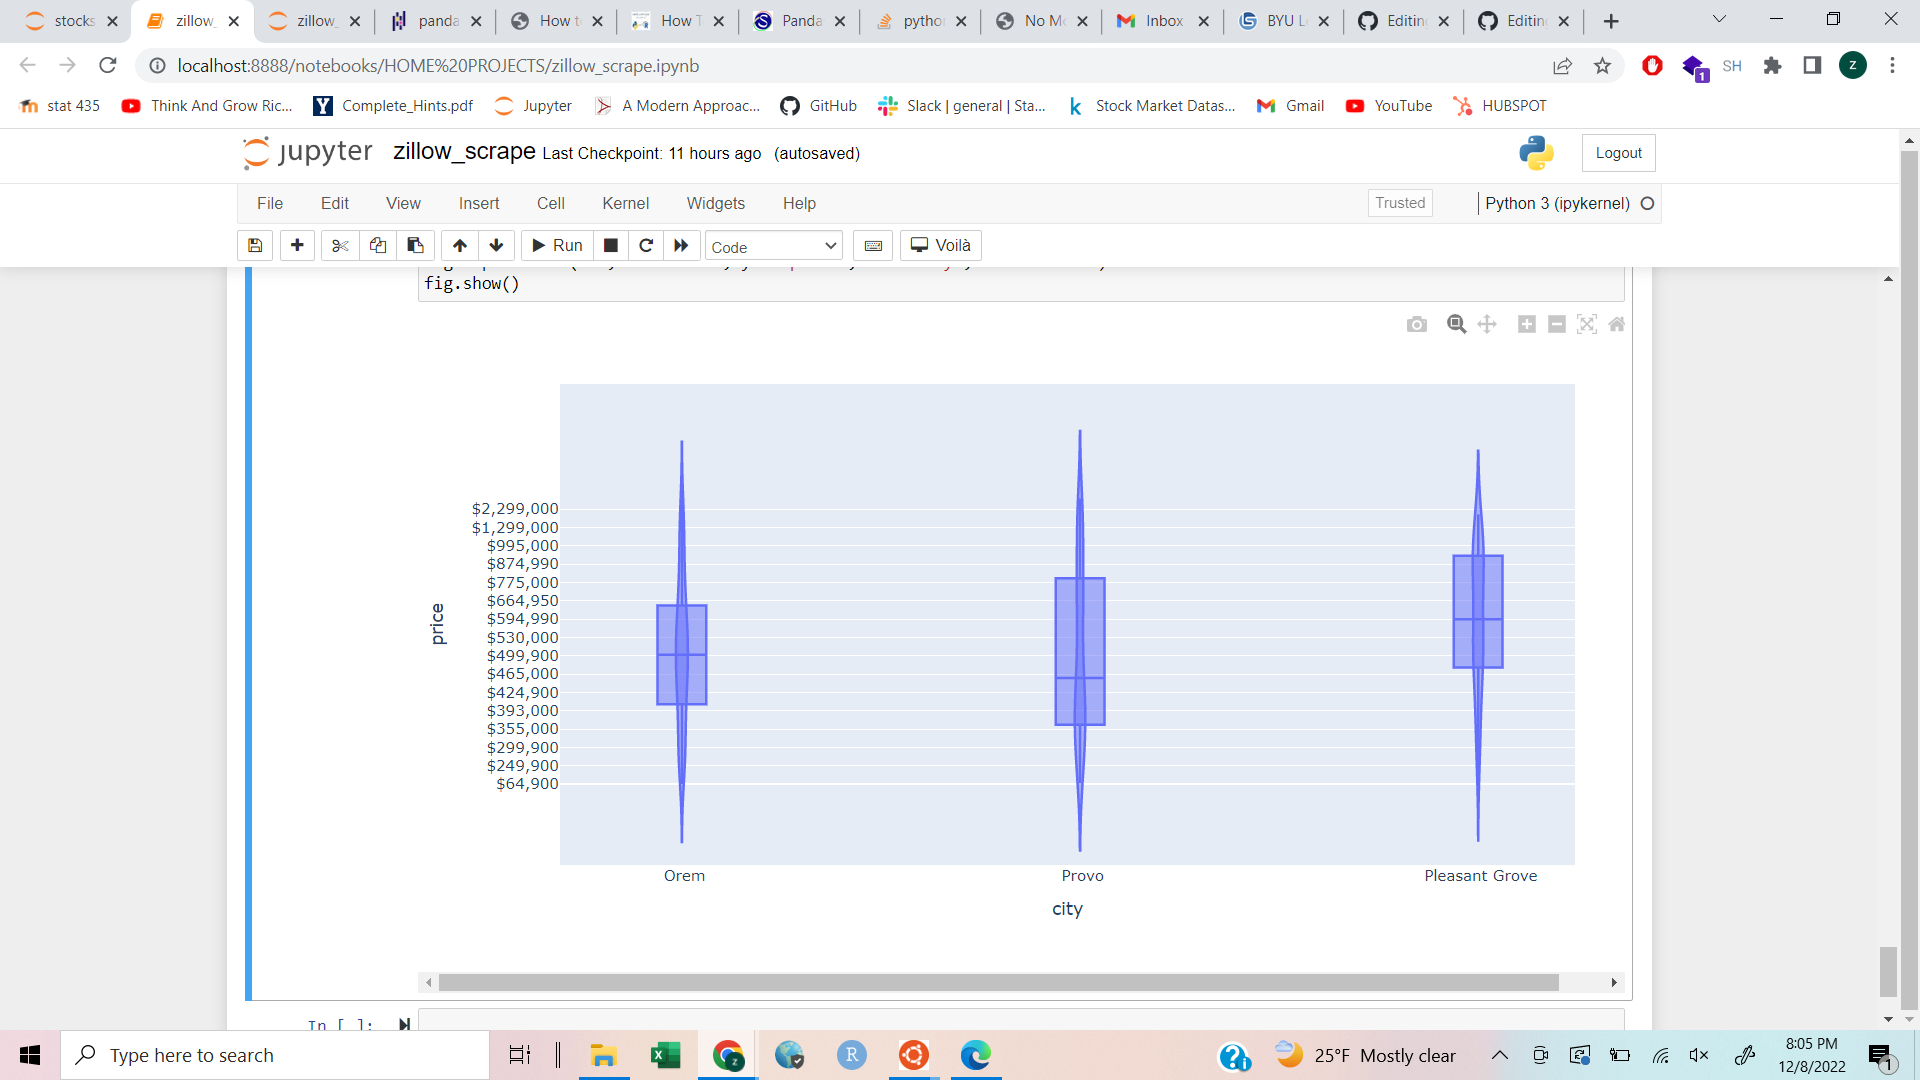 stocks zillow_ zillow_ panda How to How T Panda pytho No Mo Inbox BYU L Editin Editin
localhost:8888/notebooks/HOME%20PROJECTS/zillow_scrape.ipynb
1 SH z
stat 435 Think And Grow Ric... Complete_Hints.pdf Jupyter A Modern Approac... GitHub Slack | general | Sta... Stock Market Datas... Gmail YouTube HUBSPOT
jupyter zillow_scrape Last Checkpoint: 11 hours ago (autosaved) Logout
File Edit View Insert Cell Kernel Widgets Help Trusted Python 3 (ipykernel)
Run Code Voilà
fig.show()
$2,299,000
$1,299,000
$995,000
$874,990
$775,000
$664,950
$594,990
$530,000
$499,900
$465,000
$424,900
$393,000
$355,000
$299,900
$249,900
$64,900
price
Orem Provo Pleasant Grove
city
In [ ]:
Type here to search
25°F Mostly clear
8:05 PM
12/8/2022
1